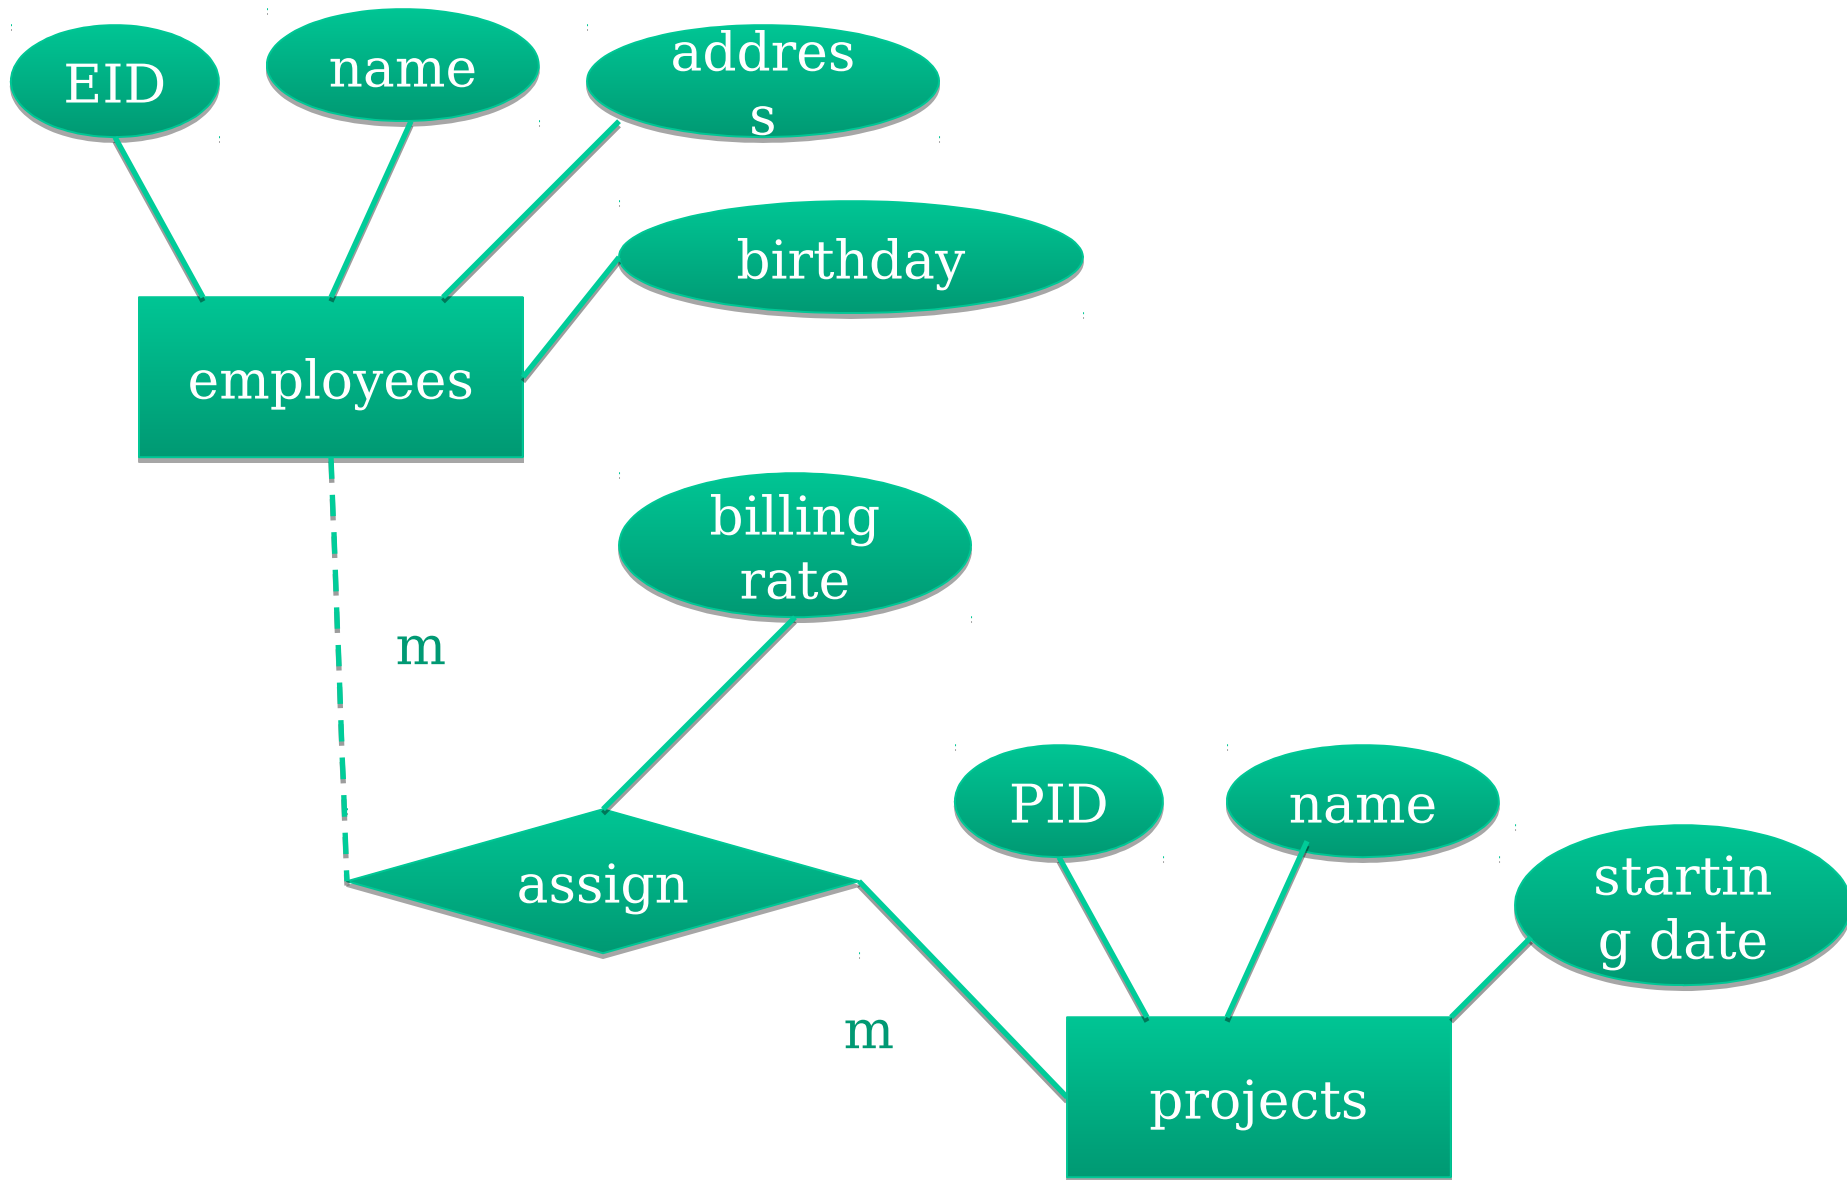 EID
name
addres
s
birthday
employees
billing
rate
m
PID
name
startin
g date
assign
m
projects